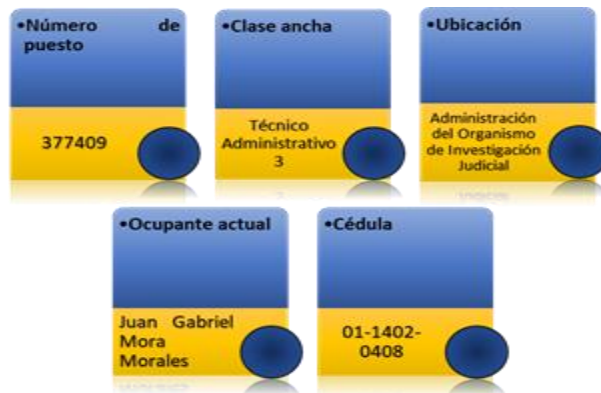 •Número de
puesto
377409
•Clase ancha
Técnico
Administrativo
3
•Ubicación
Administración
del Organismo
de Investigación
Judicial
•Ocupante actual
Juan Gabriel
Mora
Morales
•Cédula
01-1402-
0408